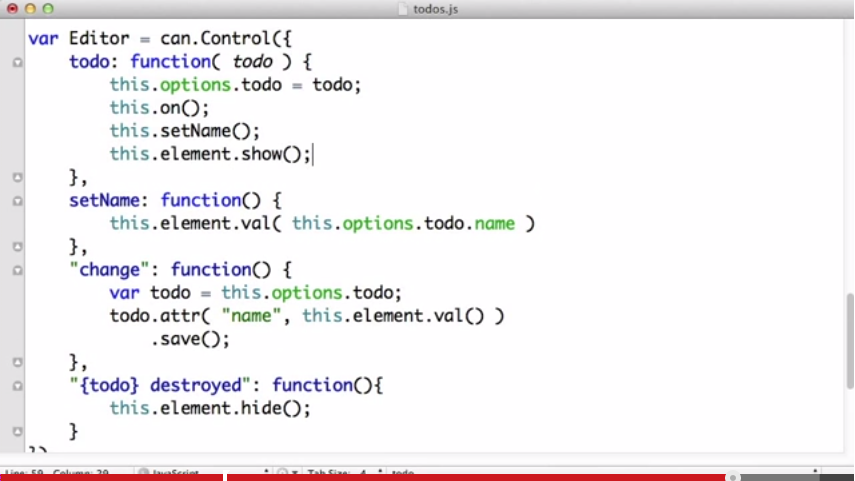 todos.js
var Editor = can.Control({
    todo: function( todo ) {
        this.options.todo = todo;
        this.on();
        this.setName();
        this.element.show();
    },
    setName: function() {
        this.element.val( this.options.todo.name )
    },
    "change": function() {
        var todo = this.options.todo;
        todo.attr( "name", this.element.val() )
            .save();
    },
    "{todo} destroyed": function(){
        this.element.hide();
    }
})
Line: 59 Column: 29 JavaScript Tab Size: 4 todo